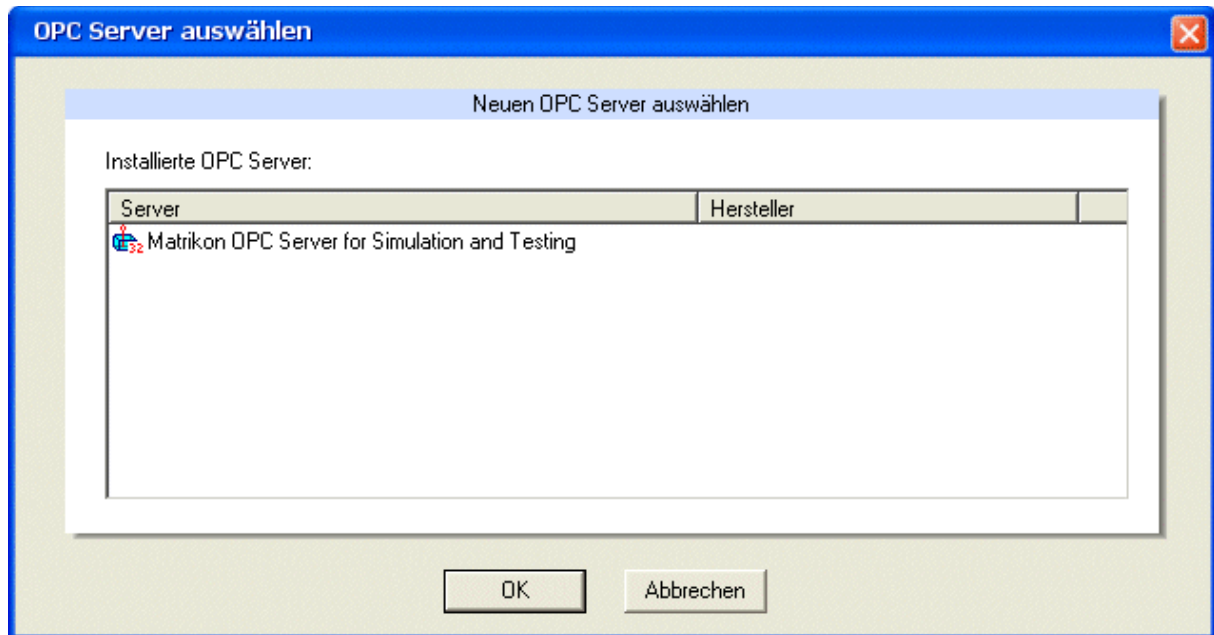 OPC Server auswählen
Neuen OPC Server auswählen
Installierte OPC Server:
Server Hersteller
32 Matrikon OPC Server for Simulation and Testing
OK Abbrechen